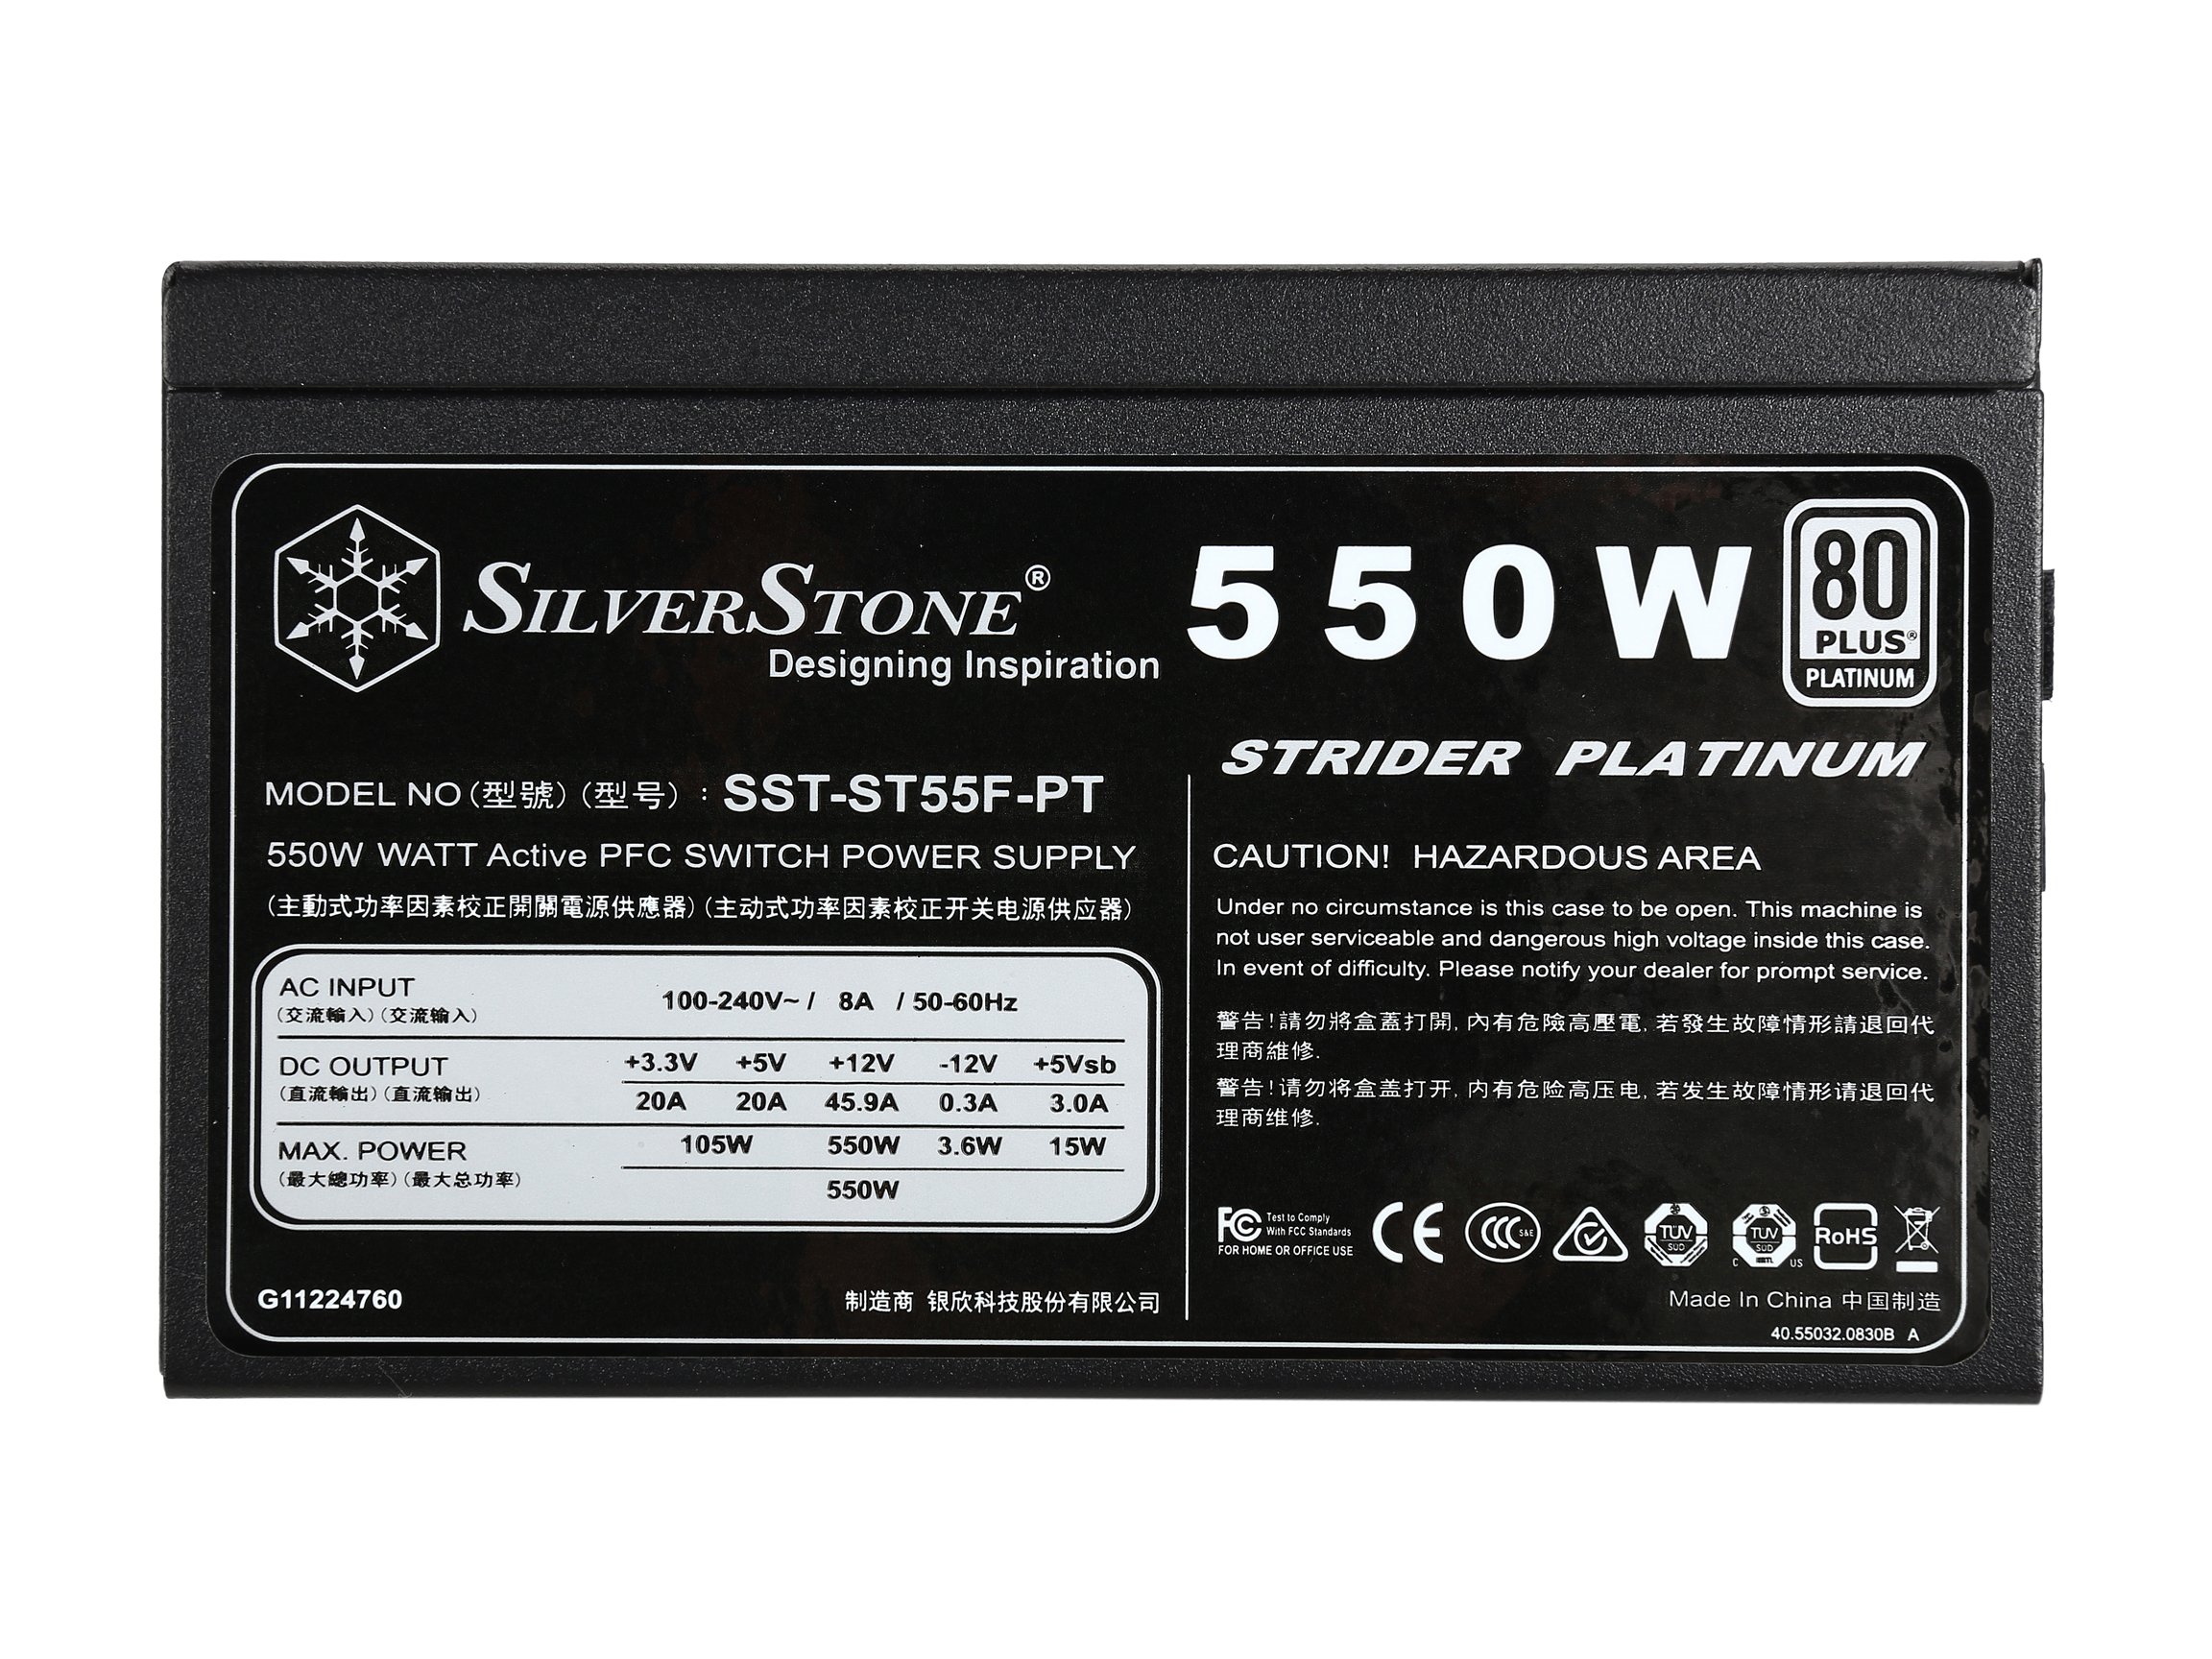 SILVERSTONE®
Designing Inspiration
550W
80
PLUS®
PLATINUM
STRIDER PLATINUM
MODEL NO(型號)(型号) : SST-ST55F-PT
550W WATT Active PFC SWITCH POWER SUPPLY
(主動式功率因素校正開關電源供應器)(主动式功率因素校正开关电源供应器)
AC INPUT
(交流輸入)(交流输入)
100-240V~ / 8A / 50-60Hz
DC OUTPUT
(直流輸出)(直流输出)
+3.3V +5V +12V -12V +5Vsb
20A 20A 45.9A 0.3A 3.0A
MAX. POWER
(最大總功率)(最大总功率)
105W 550W 3.6W 15W
550W
G11224760
制造商 银欣科技股份有限公司
CAUTION! HAZARDOUS AREA
Under no circumstance is this case to be open. This machine is
not user serviceable and dangerous high voltage inside this case.
In event of difficulty. Please notify your dealer for prompt service.
警告!請勿將盒蓋打開, 內有危險高壓電, 若發生故障情形請退回代
理商維修.
警告!请勿将盒盖打开, 内有危险高压电, 若发生故障情形请退回代
理商维修.
FC Test to Comply
With FCC Standards
FOR HOME OR OFFICE USE
CE
CCC S&E
TÜV
SUD
TUV
SUD
C US
RoHS
Made In China 中国制造
40.55032.0830B A